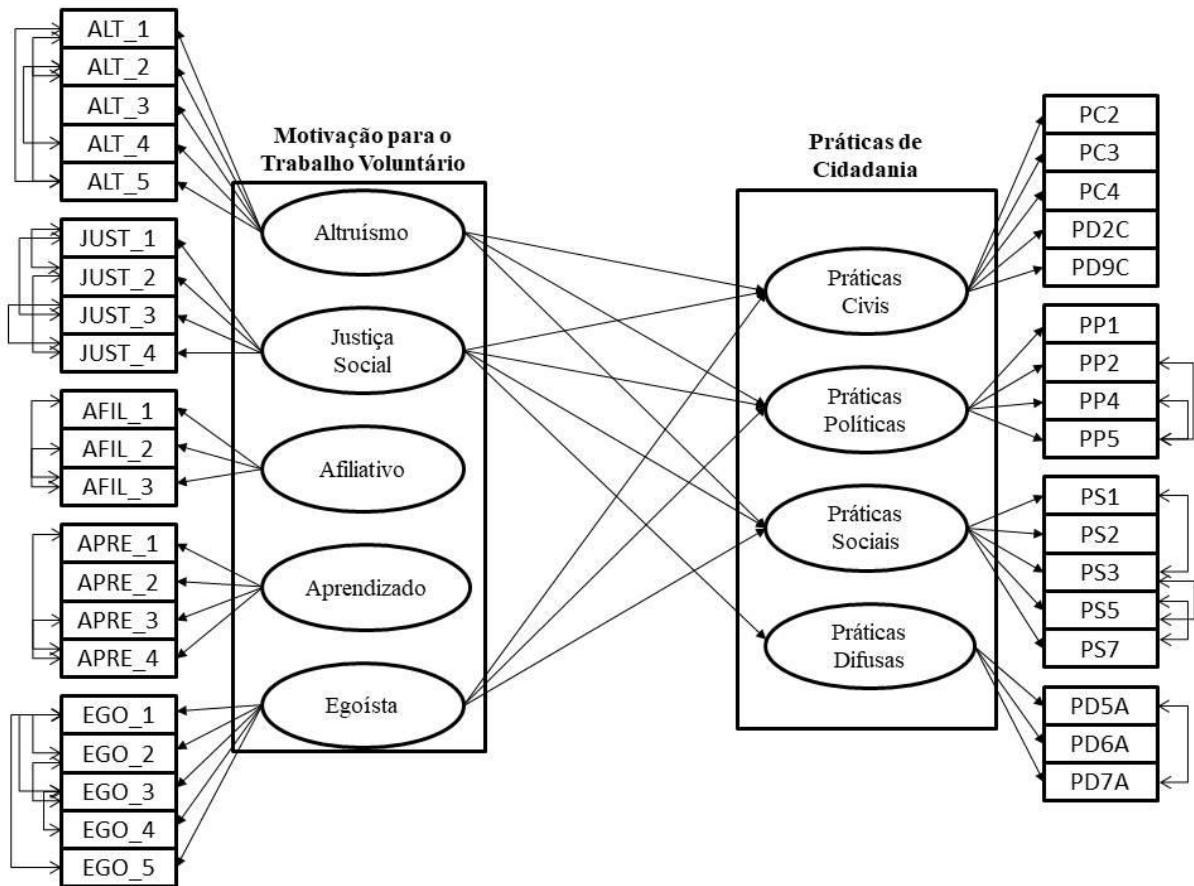 ALT_1
ALT_2
ALT_3
ALT_4
ALT_5
JUST_1
JUST_2
JUST_3
JUST_4
AFIL_1
AFIL_2
AFIL_3
APRE_1
APRE_2
APRE_3
APRE_4
EGO_1
EGO_2
EGO_3
EGO_4
EGO_5
Motivação para o
Trabalho Voluntário
Altruísmo
Justiça
Social
Afiliativo
Aprendizado
Egoísta
Práticas de
Cidadania
Práticas
Civis
Práticas
Políticas
Práticas
Sociais
Práticas
Difusas
PC2
PC3
PC4
PD2C
PD9C
PP1
PP2
PP4
PP5
PS1
PS2
PS3
PS5
PS7
PD5A
PD6A
PD7A